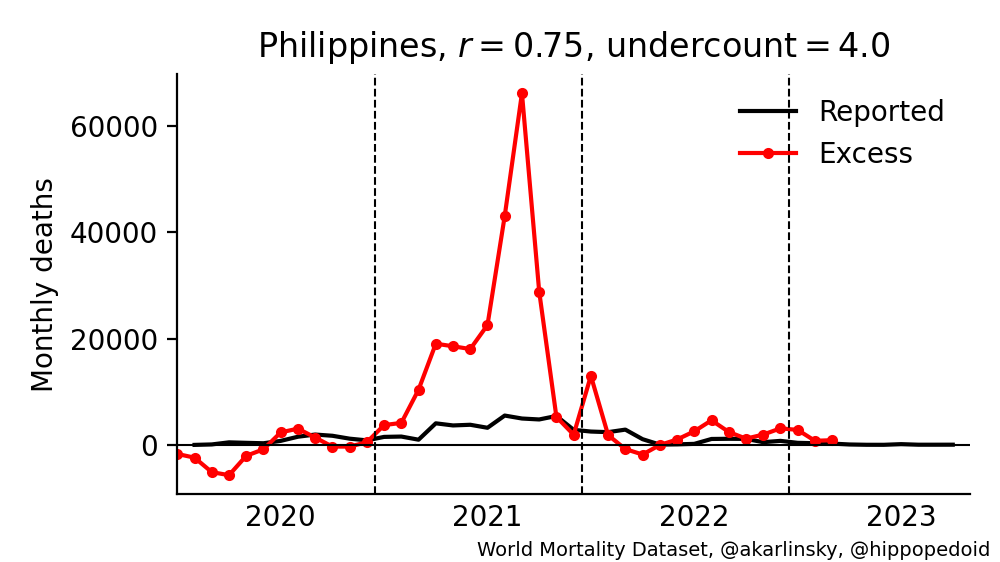 Philippines, r = 0.75, undercount = 4.0
Reported
Excess
Monthly deaths
60000
40000
20000
0
2020 2021 2022 2023
World Mortality Dataset, @akarlinsky, @hippopedoid